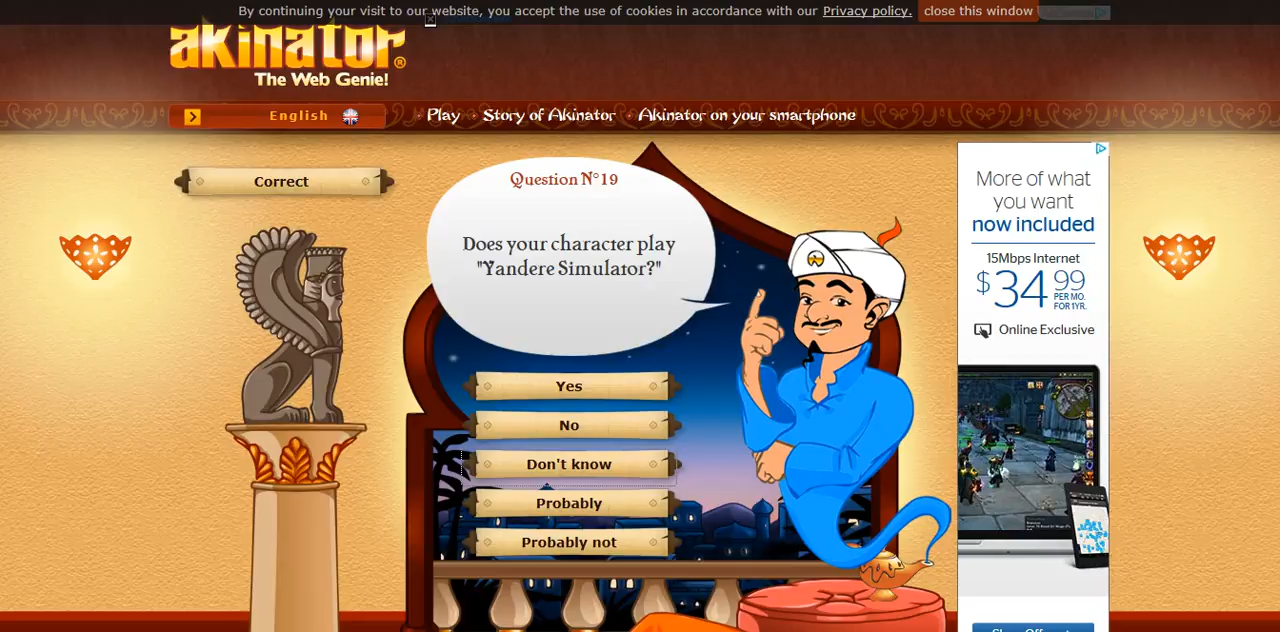 By continuing your visit to our website, you accept the use of cookies in accordance with our Privacy policy. close this window
akinator®
The Web Genie!
English
Play
Story of Akinator
Akinator on your smartphone
Correct
Question N°19
Does your character play
"Yandere Simulator?"
Yes
No
Don't know
Probably
Probably not
More of what
you want
now included
15Mbps Internet
$34.99
PER MO.
FOR 1YR.
Online Exclusive